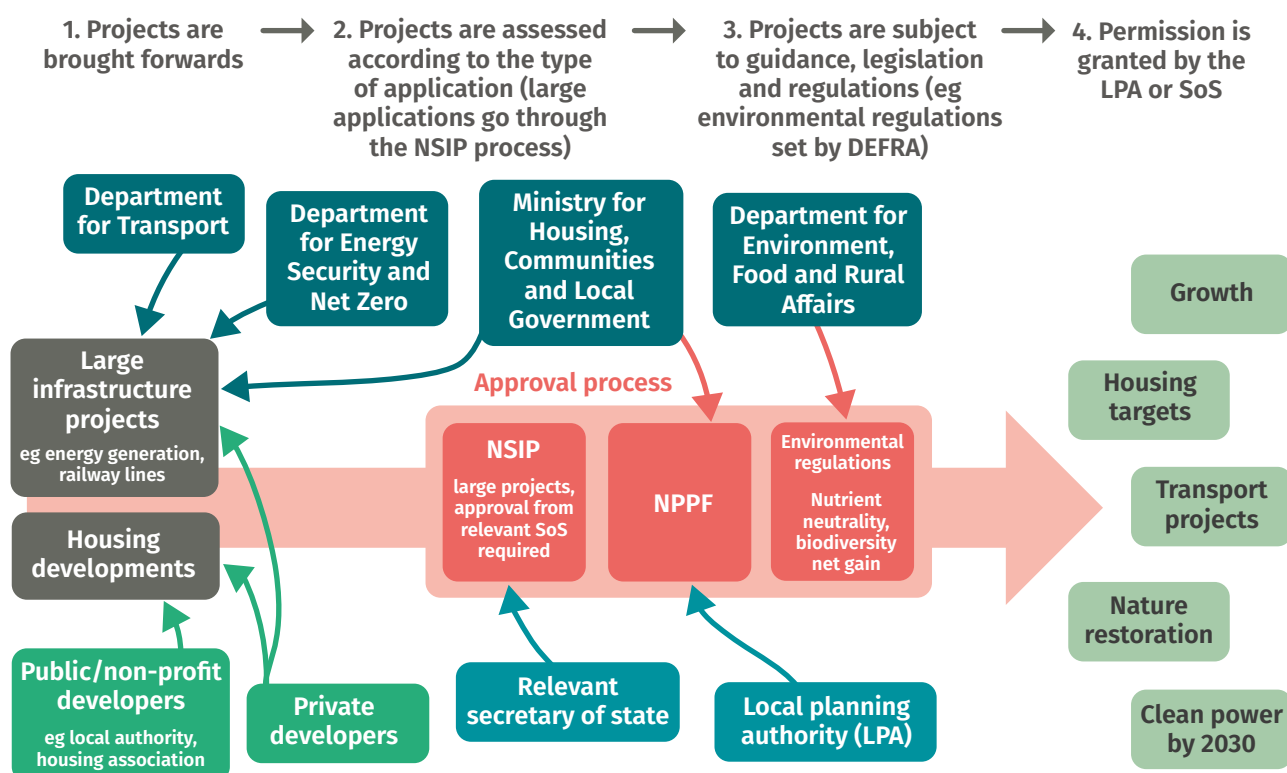 1. Projects are
brought forwards
2. Projects are assessed
according to the type
of application (large
applications go through
the NSIP process)
3. Projects are subject
to guidance, legislation
and regulations (eg
environmental regulations
set by DEFRA)
4. Permission is
granted by the
LPA or SoS
Department
for Transport
Department
for Energy
Security and
Net Zero
Ministry for
Housing,
Communities
and Local
Government
Department for
Environment,
Food and Rural
Affairs
Growth
Large
infrastructure
projects
eg energy generation,
railway lines
Approval process
Housing
targets
NSIP
large projects,
approval from
relevant SoS
required
NPPF
Environmental
regulations
Nutrient
neutrality,
biodiversity
net gain
Transport
projects
Housing
developments
Nature
restoration
Public/non-profit
developers
eg local authority,
housing association
Private
developers
Relevant
secretary of state
Local planning
authority (LPA)
Clean power
by 2030